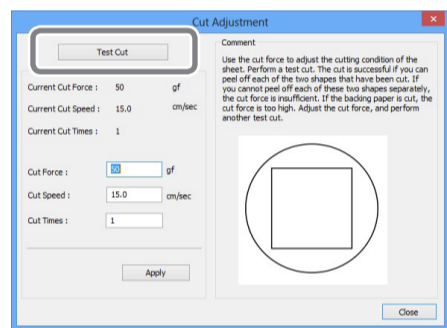 Cut Adjustment
Test Cut
Current Cut Force : 50 gf
Current Cut Speed : 15.0 cm/sec
Current Cut Times : 1
Cut Force : 50 gf
Cut Speed : 15.0 cm/sec
Cut Times : 1
Apply
Comment
Use the cut force to adjust the cutting condition of the
sheet. Perform a test cut. The cut is successful if you can
peel off each of the two shapes that have been cut. If
you cannot peel off each of these two shapes separately,
the cut force is insufficient. If the backing paper is cut, the
cut force is too high. Adjust the cut force, and perform
another test cut.
Close